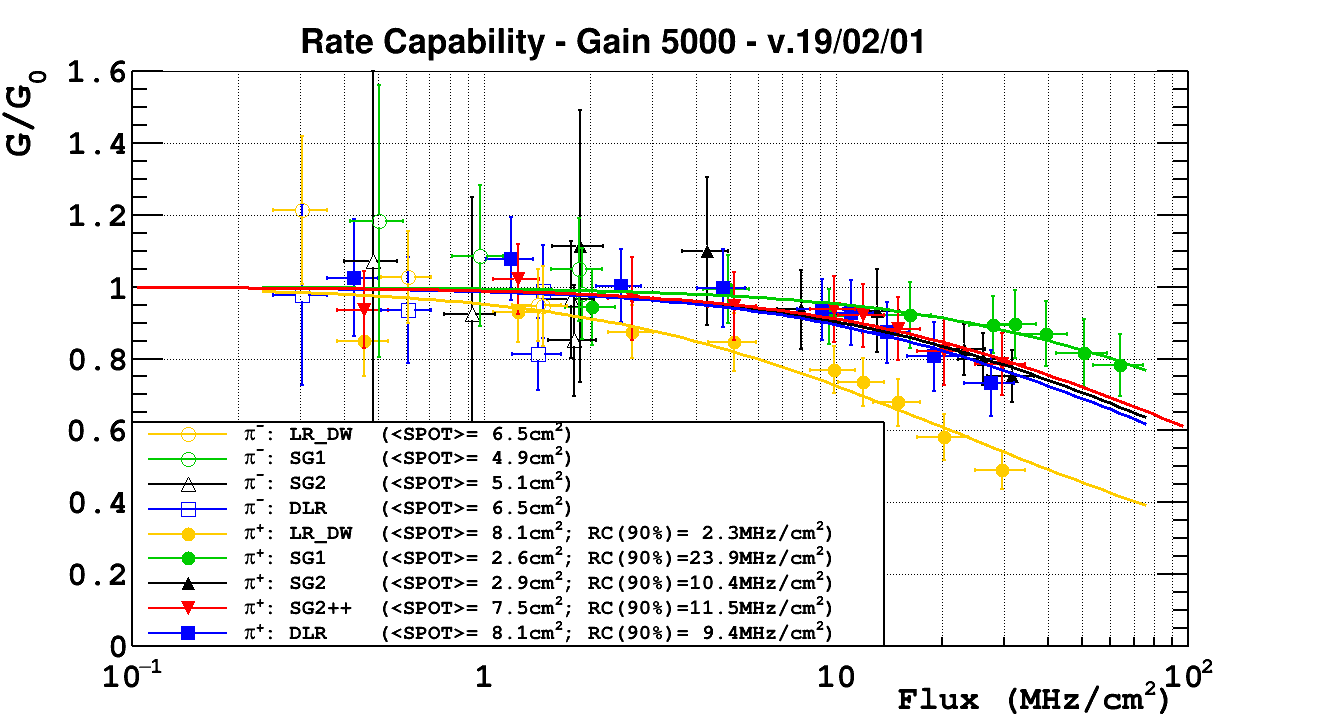 Rate Capability - Gain 5000 - v.19/02/01
G/G₀
1.6
1.4
1.2
1
0.8
0.6
0.4
0.2
0
π⁻: LR_DW (<SPOT>= 6.5cm²)
π⁻: SG1 (<SPOT>= 4.9cm²)
π⁻: SG2 (<SPOT>= 5.1cm²)
π⁻: DLR (<SPOT>= 6.5cm²)
π⁺: LR_DW (<SPOT>= 8.1cm²; RC(90%)= 2.3MHz/cm²)
π⁺: SG1 (<SPOT>= 2.6cm²; RC(90%)=23.9MHz/cm²)
π⁺: SG2 (<SPOT>= 2.9cm²; RC(90%)=10.4MHz/cm²)
π⁺: SG2++ (<SPOT>= 7.5cm²; RC(90%)=11.5MHz/cm²)
π⁺: DLR (<SPOT>= 8.1cm²; RC(90%)= 9.4MHz/cm²)
10⁻¹ 1 10 10²
Flux (MHz/cm²)